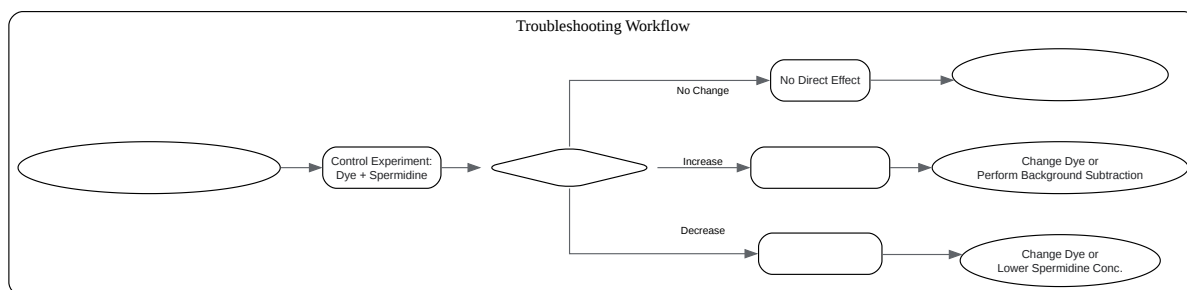 Troubleshooting Workflow
No Direct Effect
No Change
Control Experiment:
Dye + Spermidine
Increase
Change Dye or
Perform Background Subtraction
Decrease
Change Dye or
Lower Spermidine Conc.